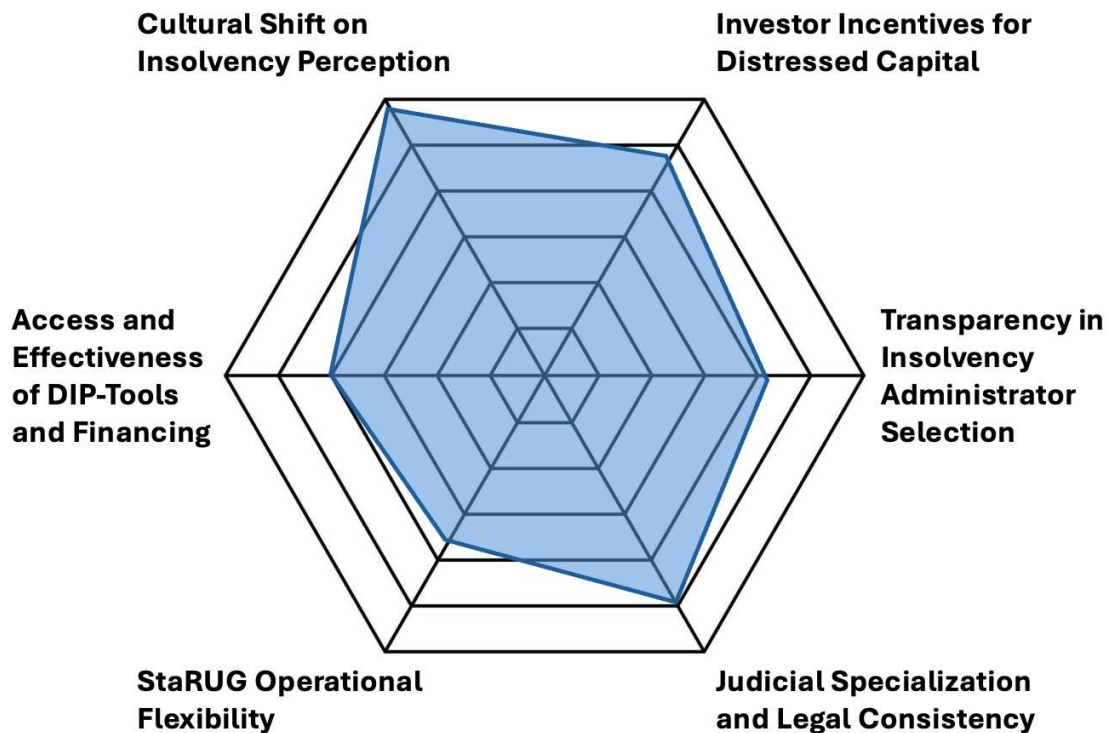 Cultural Shift on
Insolvency Perception
Investor Incentives for
Distressed Capital
Access and
Effectiveness
of DIP-Tools
and Financing
Transparency in
Insolvency
Administrator
Selection
StaRUG Operational
Flexibility
Judicial Specialization
and Legal Consistency